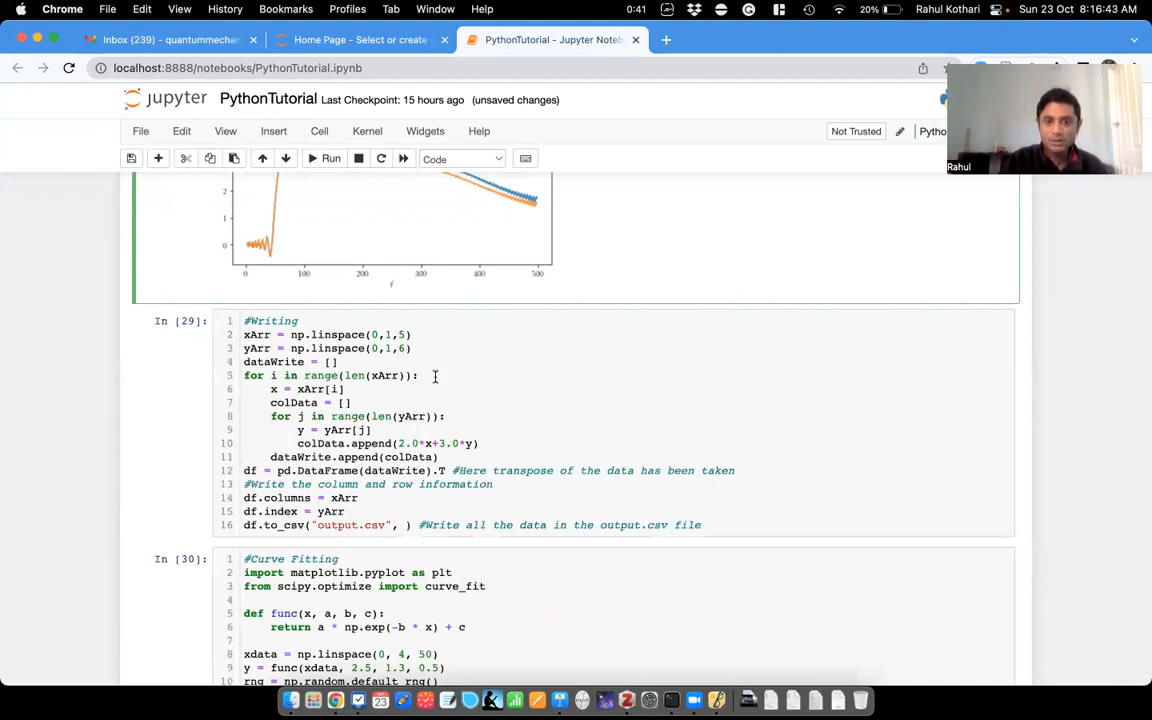 Chrome File Edit View History Bookmarks Profiles Tab Window Help 0:41 20% Rahul Kothari Sun 23 Oct 8:16:43 AM
Inbox (239) - quantummechan Home Page - Select or create PythonTutorial - Jupyter Noteb
localhost:8888/notebooks/PythonTutorial.ipynb
jupyter PythonTutorial Last Checkpoint: 15 hours ago (unsaved changes)
File Edit View Insert Cell Kernel Widgets Help Not Trusted Pytho
Rahul
Run Code
2
1
0
0 100 200 300 400 500
f
In [29]:
1 #Writing
2 xArr = np.linspace(0,1,5)
3 yArr = np.linspace(0,1,6)
4 dataWrite = []
5 for i in range(len(xArr)):
6 x = xArr[i]
7 colData = []
8 for j in range(len(yArr)):
9 y = yArr[j]
10 colData.append(2.0*x+3.0*y)
11 dataWrite.append(colData)
12 df = pd.DataFrame(dataWrite).T #Here transpose of the data has been taken
13 #Write the column and row information
14 df.columns = xArr
15 df.index = yArr
16 df.to_csv("output.csv", ) #Write all the data in the output.csv file
In [30]:
1 #Curve Fitting
2 import matplotlib.pyplot as plt
3 from scipy.optimize import curve_fit
4
5 def func(x, a, b, c):
6 return a * np.exp(-b * x) + c
7
8 xdata = np.linspace(0, 4, 50)
9 y = func(xdata, 2.5, 1.3, 0.5)
10 rng = np.random.default_rng()
23